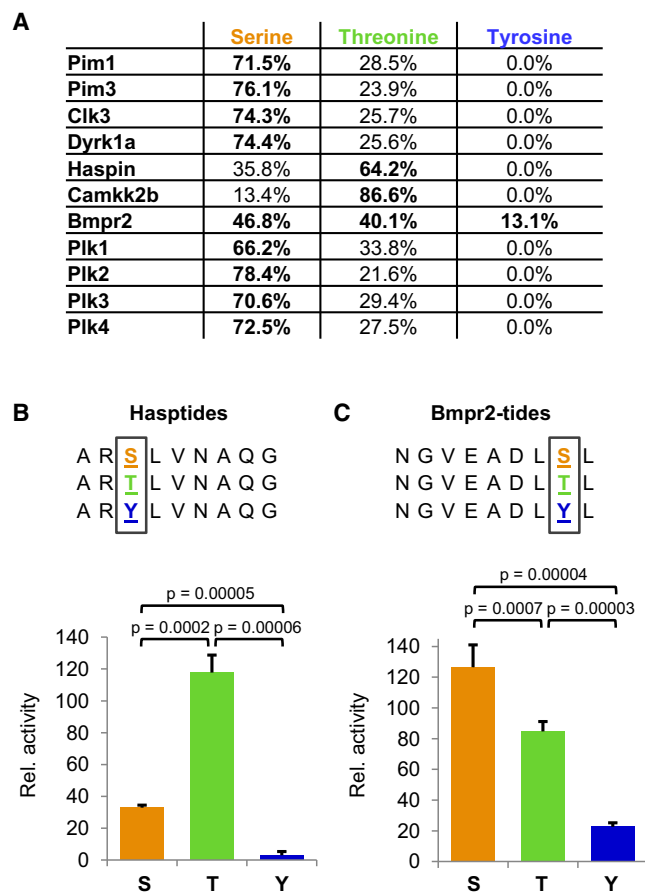 A
Serine Threonine Tyrosine
Pim1 71.5% 28.5% 0.0%
Pim3 76.1% 23.9% 0.0%
Clk3 74.3% 25.7% 0.0%
Dyrk1a 74.4% 25.6% 0.0%
Haspin 35.8% 64.2% 0.0%
Camkk2b 13.4% 86.6% 0.0%
Bmpr2 46.8% 40.1% 13.1%
Plk1 66.2% 33.8% 0.0%
Plk2 78.4% 21.6% 0.0%
Plk3 70.6% 29.4% 0.0%
Plk4 72.5% 27.5% 0.0%
B Hasptides
A R S L V N A Q G
A R T L V N A Q G
A R Y L V N A Q G
p = 0.00005
p = 0.0002 p = 0.00006
Rel. activity
140
120
100
80
60
40
20
0
S T Y
C Bmpr2-tides
N G V E A D L S L
N G V E A D L T L
N G V E A D L Y L
p = 0.00004
p = 0.0007 p = 0.00003
Rel. activity
140
120
100
80
60
40
20
0
S T Y